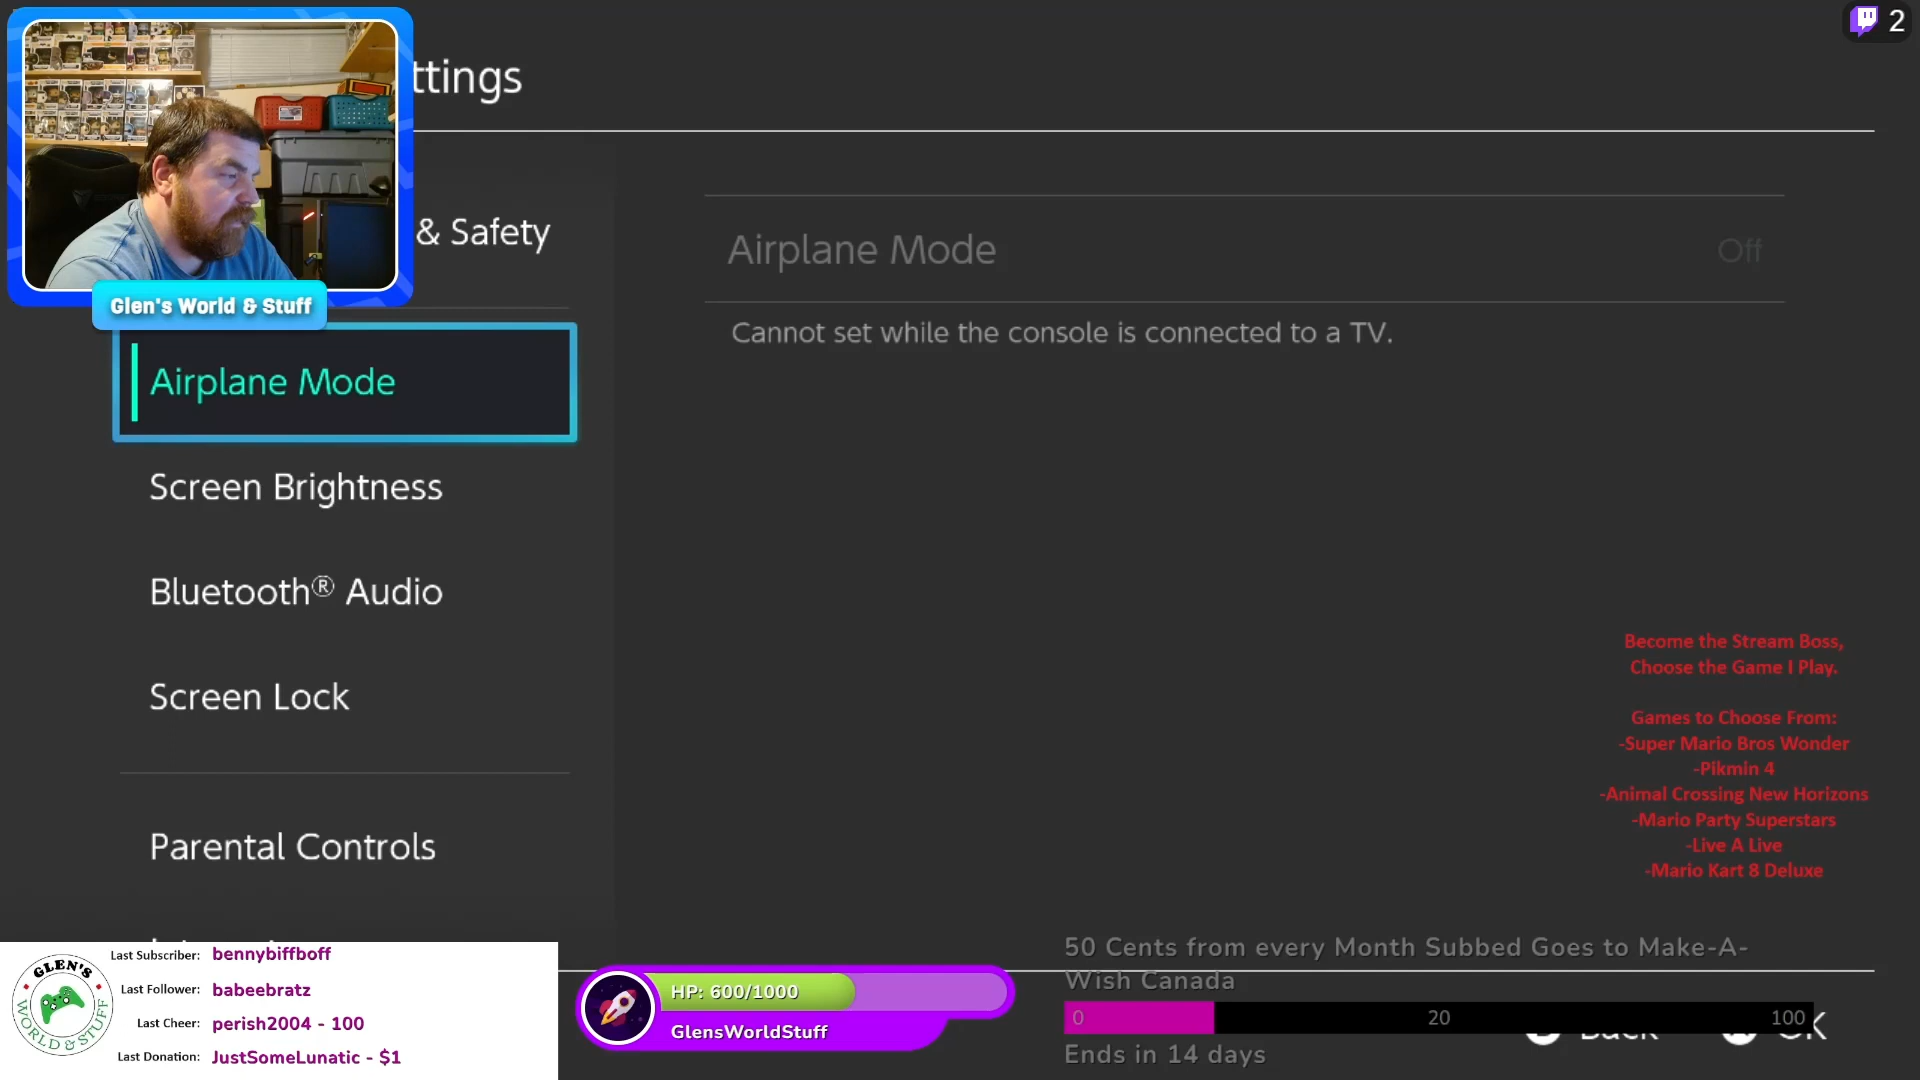 2
ttings
& Safety
Glen's World & Stuff
Airplane Mode
Screen Brightness
Bluetooth® Audio
Screen Lock
Parental Controls
Airplane Mode
Off
Cannot set while the console is connected to a TV.
Become the Stream Boss,
Choose the Game I Play.
Games to Choose From:
-Super Mario Bros Wonder
-Pikmin 4
-Animal Crossing New Horizons
-Mario Party Superstars
-Live A Live
-Mario Kart 8 Deluxe
GLEN'S
WORLD & STUFF
Last Subscriber: bennybiffboff
Last Follower: babeebratz
Last Cheer: perish2004 - 100
Last Donation: JustSomeLunatic - $1
HP: 600/1000
GlensWorldStuff
50 Cents from every Month Subbed Goes to Make-A-
Wish Canada
0 20 100
Ends in 14 days
Back